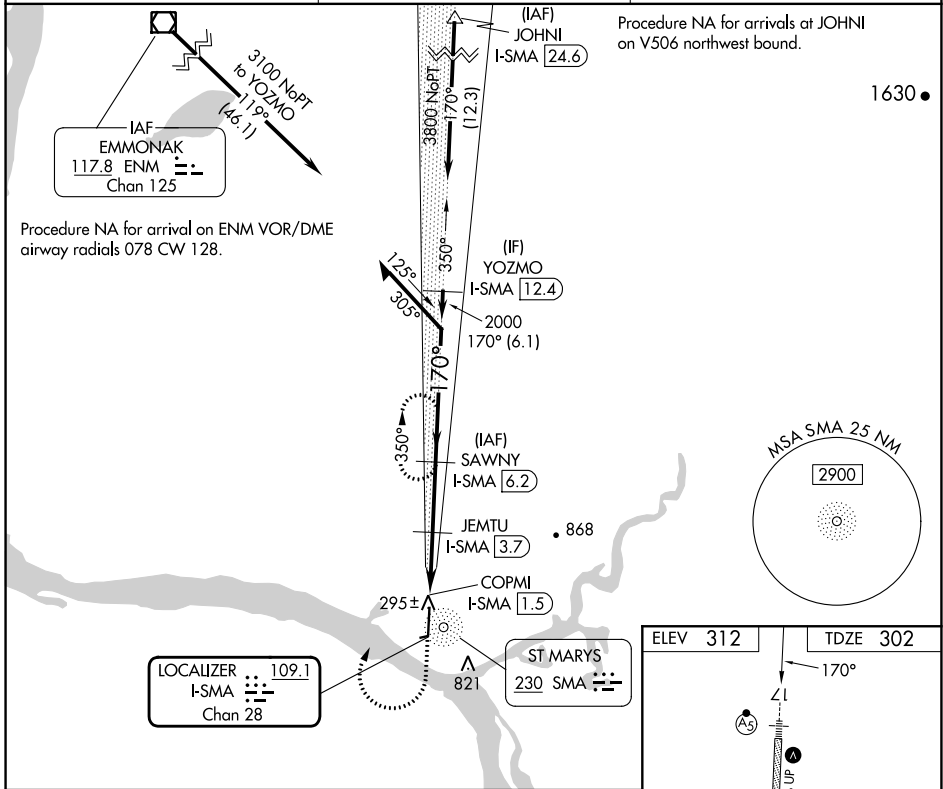 (IAF)
JOHNI
I-SMA 24.6
Procedure NA for arrivals at JOHNI
on V506 northwest bound.
1630
3100 NoPT
to YOZMO
119°
(46.1)
3800 NoPT
170°
(12.3)
IAF
EMMONAK
117.8 ENM
Chan 125
Procedure NA for arrival on ENM VOR/DME
airway radials 078 CW 128.
350°
(IF)
YOZMO
I-SMA 12.4
125°
305°
2000
170° (6.1)
170°
350°
(IAF)
SAWNY
I-SMA 6.2
MSA SMA 25 NM
2900
JEMTU
I-SMA 3.7
868
COPMI
I-SMA 1.5
295±
LOCALIZER 109.1
I-SMA
Chan 28
821
ST MARYS
230 SMA
ELEV 312
TDZE 302
170°
17
A5
UP